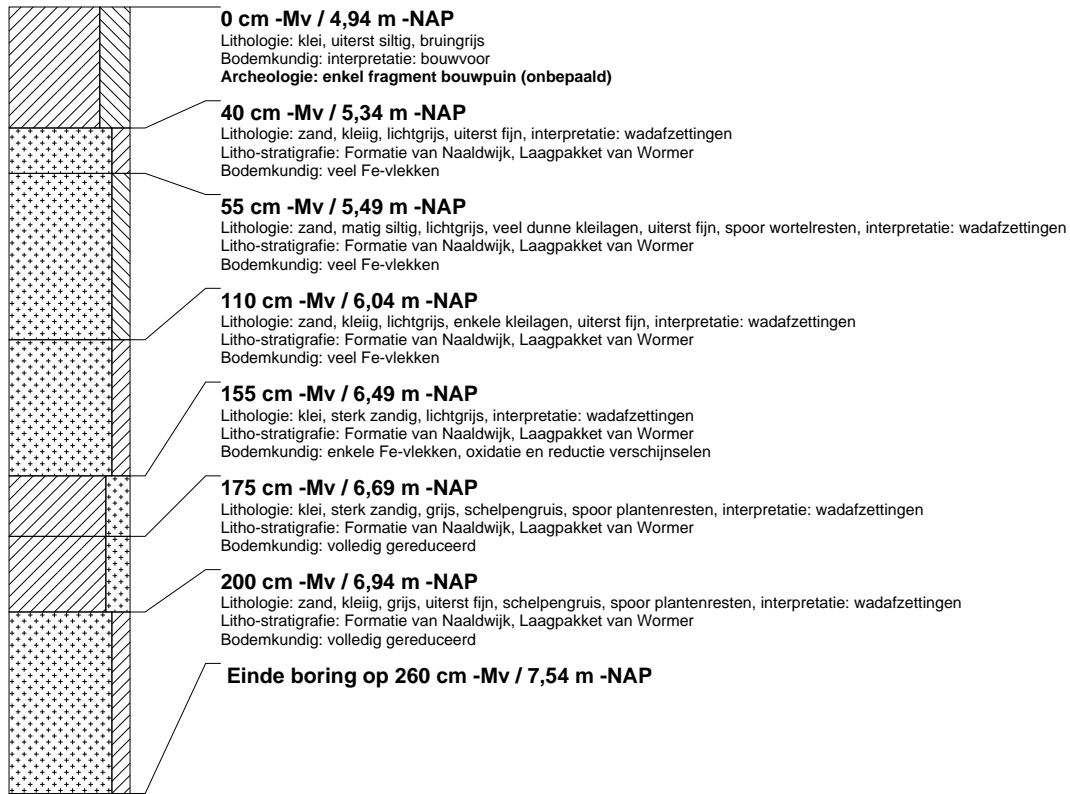 0 cm -Mv / 4,94 m -NAP
Lithologie: klei, uiterst siltig, bruingrijs
Bodemkundig: interpretatie: bouwvoor
Archeologie: enkel fragment bouwpuin (onbepaald)
40 cm -Mv / 5,34 m -NAP
Lithologie: zand, kleiig, lichtgrijs, uiterst fijn, interpretatie: wadafzettingen
Litho-stratigrafie: Formatie van Naaldwijk, Laagpakket van Wormer
Bodemkundig: veel Fe-vlekken
55 cm -Mv / 5,49 m -NAP
Lithologie: zand, matig siltig, lichtgrijs, veel dunne kleilagen, uiterst fijn, spoor wortelresten, interpretatie: wadafzettingen
Litho-stratigrafie: Formatie van Naaldwijk, Laagpakket van Wormer
Bodemkundig: veel Fe-vlekken
110 cm -Mv / 6,04 m -NAP
Lithologie: zand, kleiig, lichtgrijs, enkele kleilagen, uiterst fijn, interpretatie: wadafzettingen
Litho-stratigrafie: Formatie van Naaldwijk, Laagpakket van Wormer
Bodemkundig: veel Fe-vlekken
155 cm -Mv / 6,49 m -NAP
Lithologie: klei, sterk zandig, lichtgrijs, interpretatie: wadafzettingen
Litho-stratigrafie: Formatie van Naaldwijk, Laagpakket van Wormer
Bodemkundig: enkele Fe-vlekken, oxidatie en reductie verschijnselen
175 cm -Mv / 6,69 m -NAP
Lithologie: klei, sterk zandig, grijs, schelpengruis, spoor plantenresten, interpretatie: wadafzettingen
Litho-stratigrafie: Formatie van Naaldwijk, Laagpakket van Wormer
Bodemkundig: volledig gereduceerd
200 cm -Mv / 6,94 m -NAP
Lithologie: zand, kleiig, grijs, uiterst fijn, schelpengruis, spoor plantenresten, interpretatie: wadafzettingen
Litho-stratigrafie: Formatie van Naaldwijk, Laagpakket van Wormer
Bodemkundig: volledig gereduceerd
Einde boring op 260 cm -Mv / 7,54 m -NAP